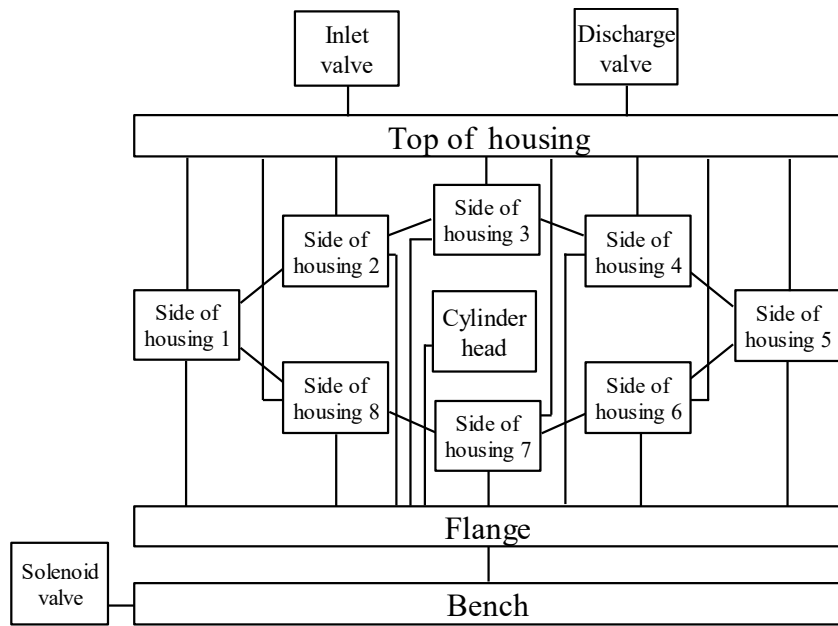 Inlet
valve
Discharge
valve
Top of housing
Side of
housing 3
Side of
housing 2
Side of
housing 4
Side of
housing 1
Cylinder
head
Side of
housing 5
Side of
housing 8
Side of
housing 6
Side of
housing 7
Flange
Solenoid
valve
Bench